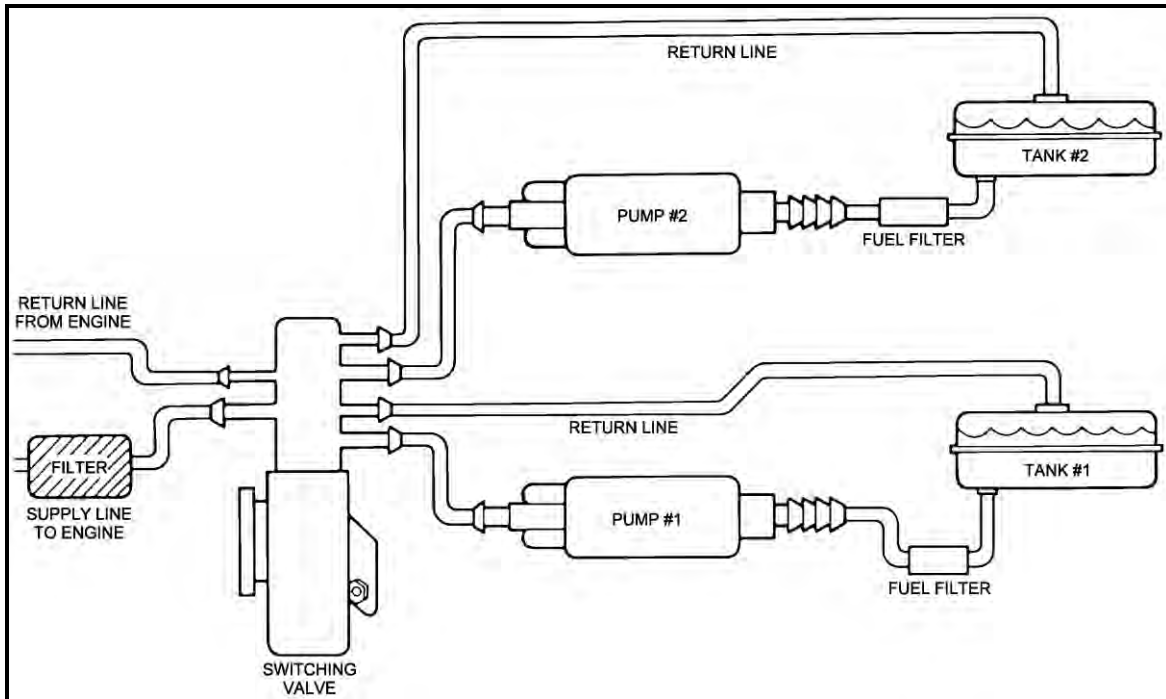 RETURN LINE
TANK #2
PUMP #2
FUEL FILTER
RETURN LINE
FROM ENGINE
RETURN LINE
FILTER
TANK #1
SUPPLY LINE
TO ENGINE
PUMP #1
FUEL FILTER
SWITCHING
VALVE